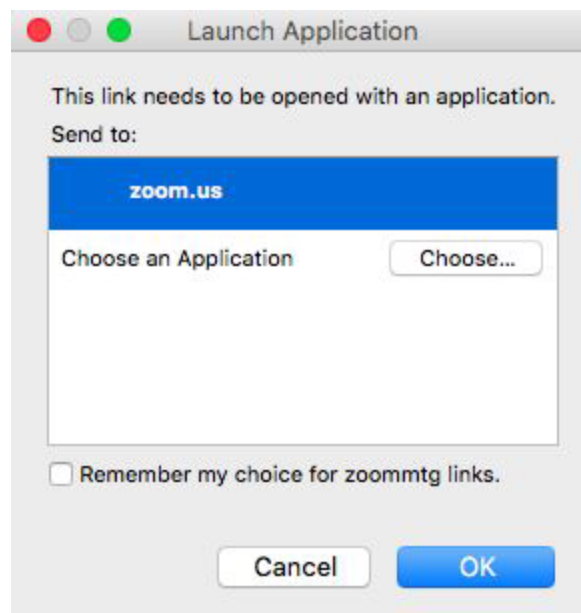 Launch Application
This link needs to be opened with an application.
Send to:
zoom.us
Choose an Application Choose...
Remember my choice for zoommtg links.
Cancel OK